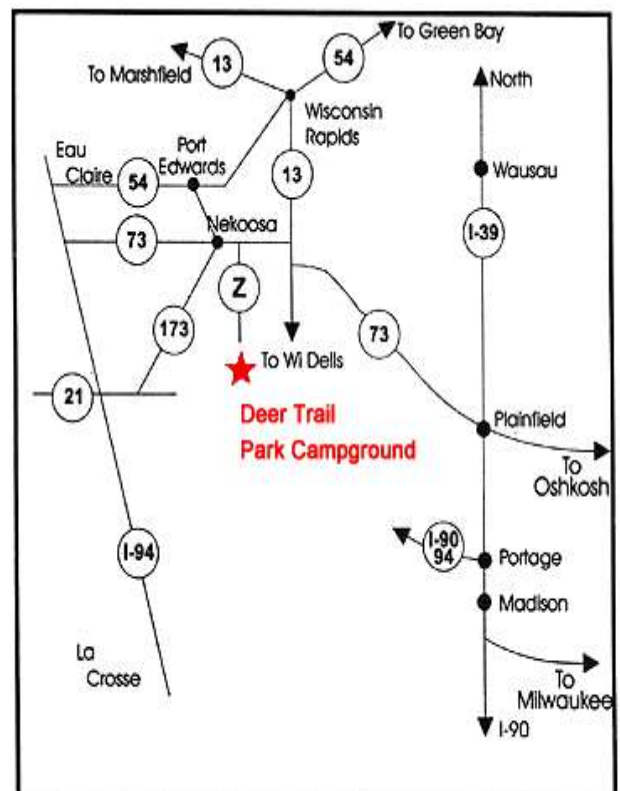 To Green Bay
54
13
To Marshfield
North
Wisconsin
Rapids
Port
Edwards
Eau
Claire
54
13
Wausau
Nekoosa
73
I-39
Z
173
73
To Wi Dells
21
Deer Trail
Park Campground
Plainfield
To
Oshkosh
I-94
I-90
94
Portage
Madison
La
Crosse
To
Milwaukee
I-90